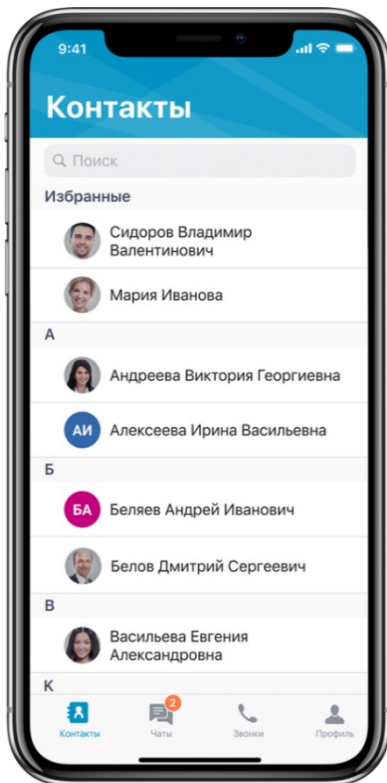 9:41
Контакты
Поиск
Избранные
Сидоров Владимир
Валентинович
Мария Иванова
А
Андреева Виктория Георгиевна
АИ
Алексеева Ирина Васильевна
Б
БА
Беляев Андрей Иванович
Белов Дмитрий Сергеевич
В
Васильева Евгения
Александровна
К
2
Контакты Чаты Звонки Профиль